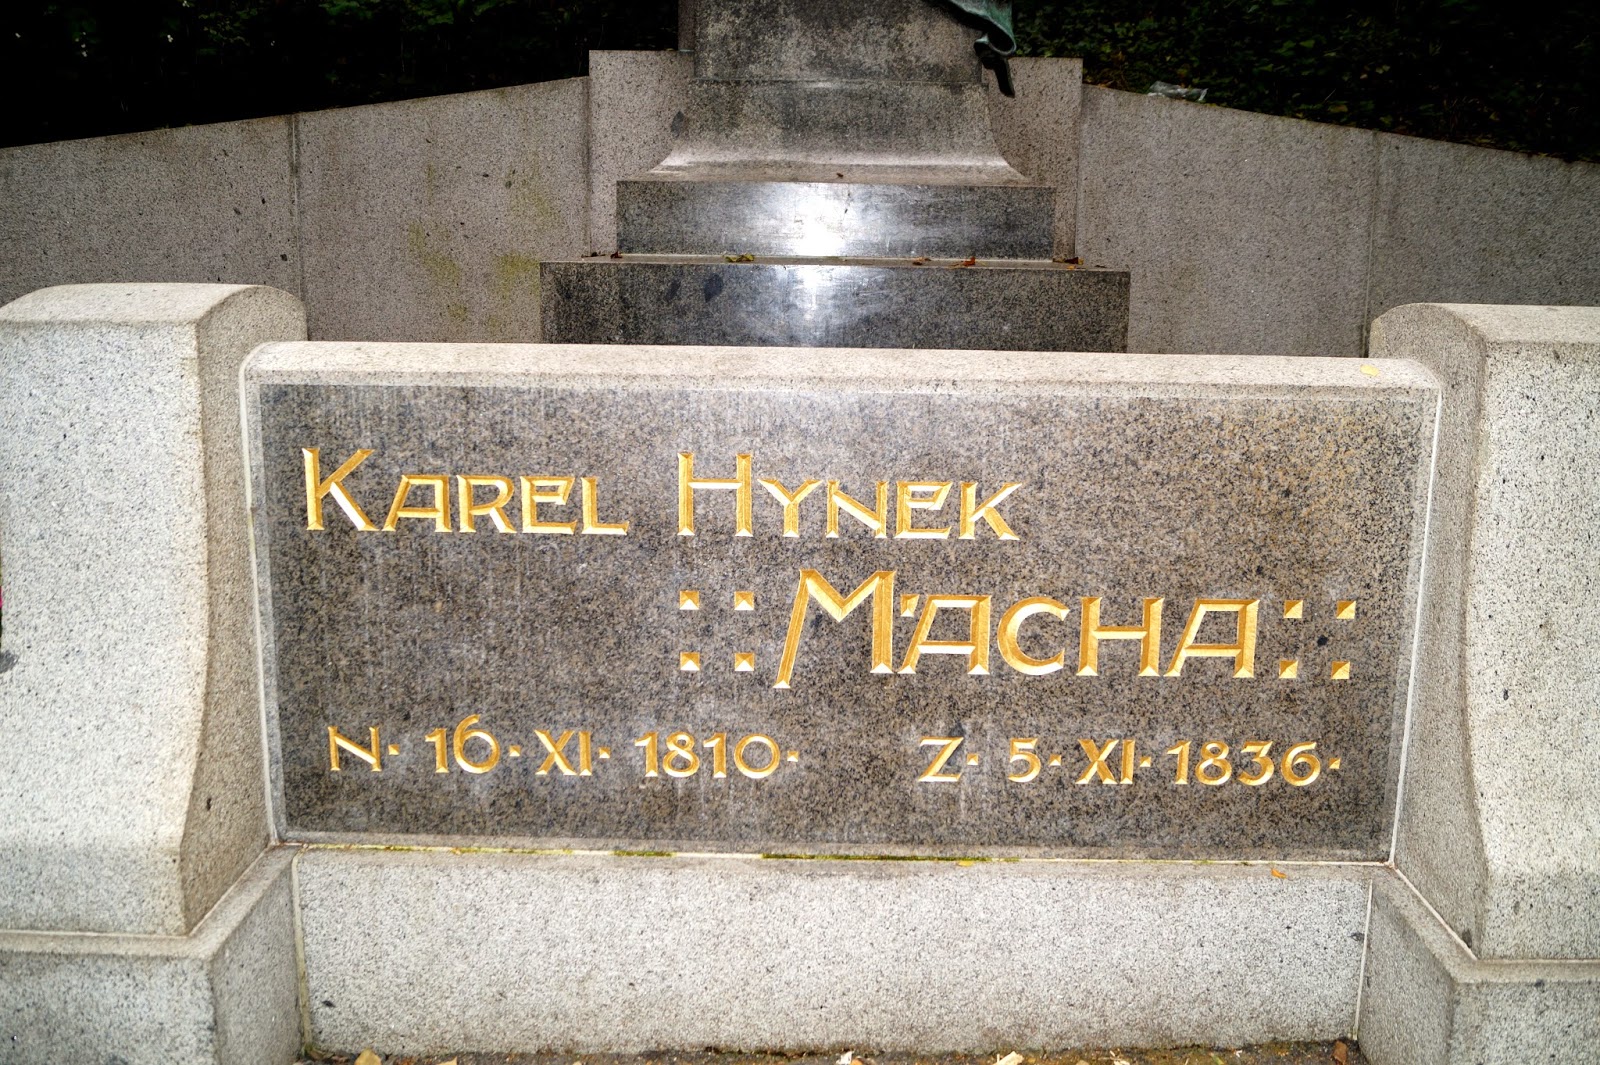 KAREL HYNEK
:: MÁCHA ::
N· 16· XI· 1810· Z· 5· XI· 1836·